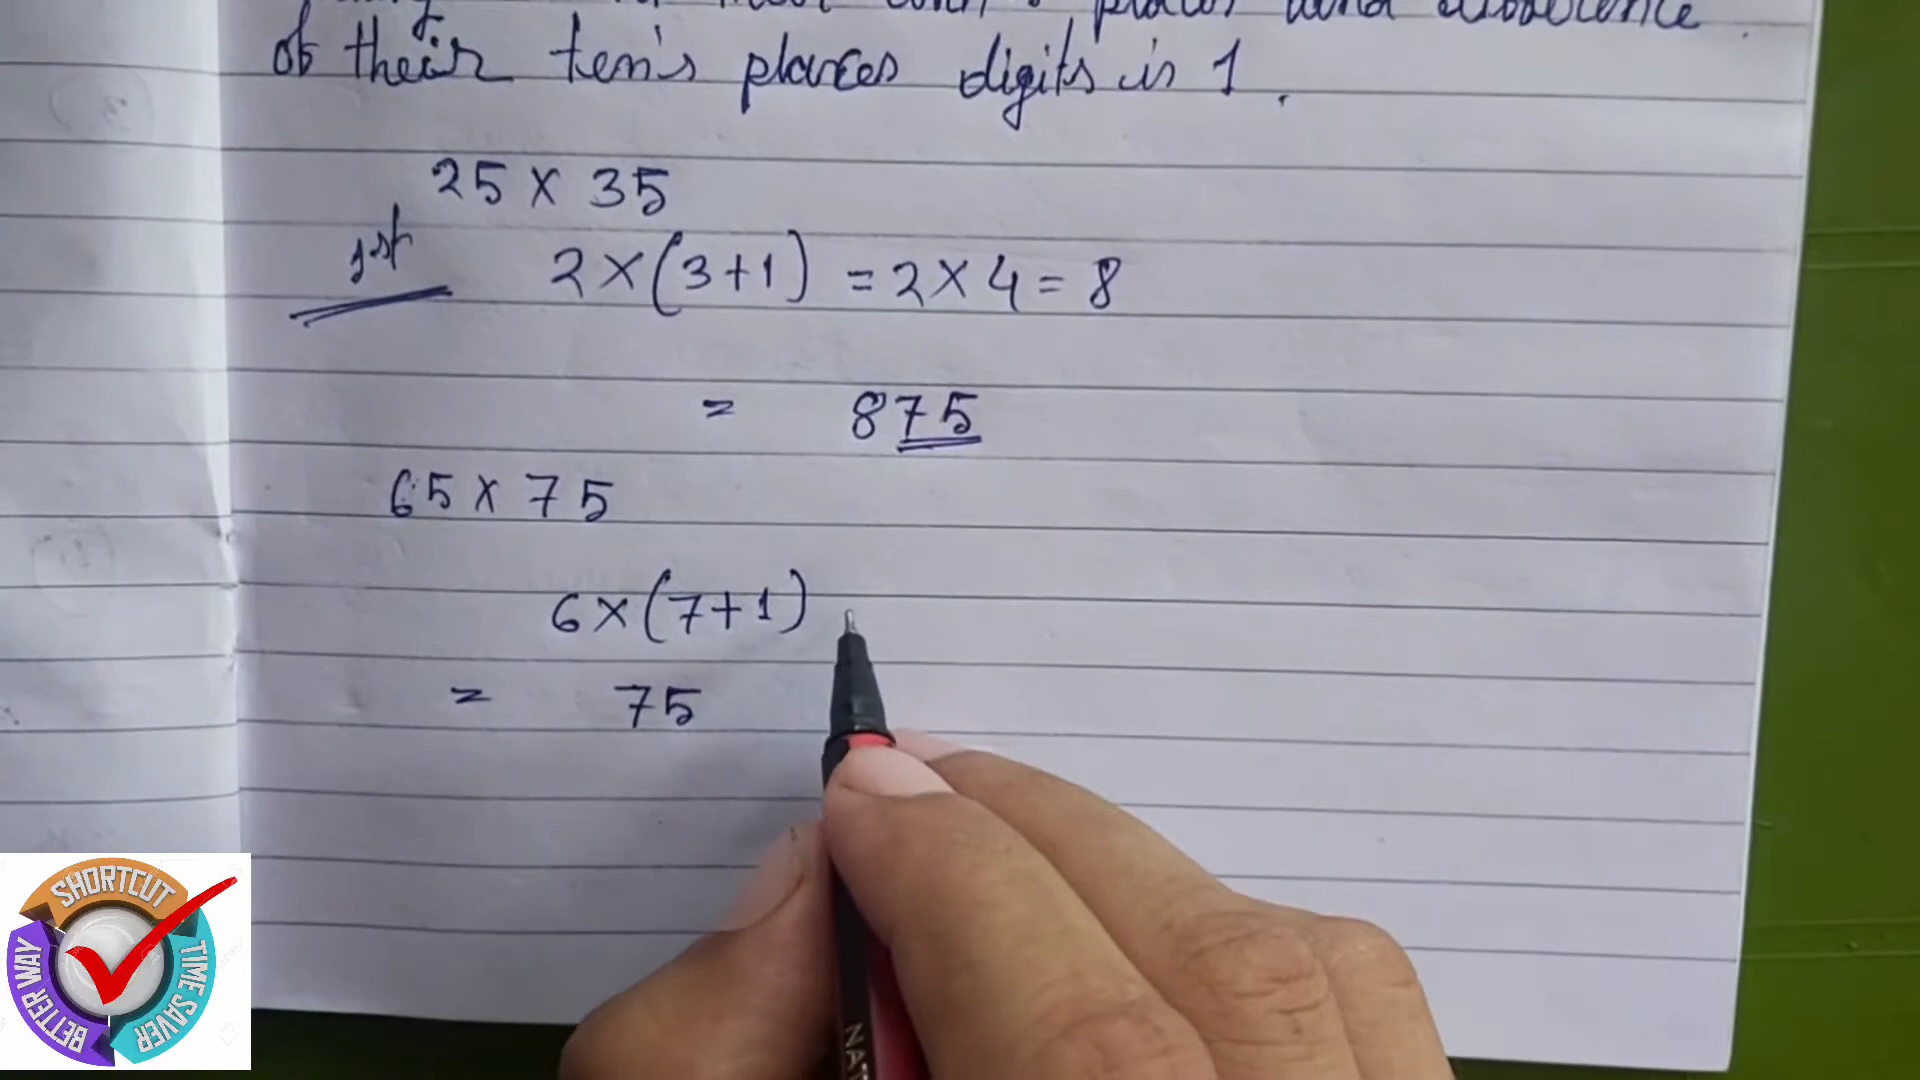 of their ten's places digits is 1.
25 × 35
1st 2 × (3 + 1) = 2 × 4 = 8
= 875
65 × 75
6 × (7 + 1)
= 75
SHORTCUT
BETTER WAY
TIME SAVER
NAT